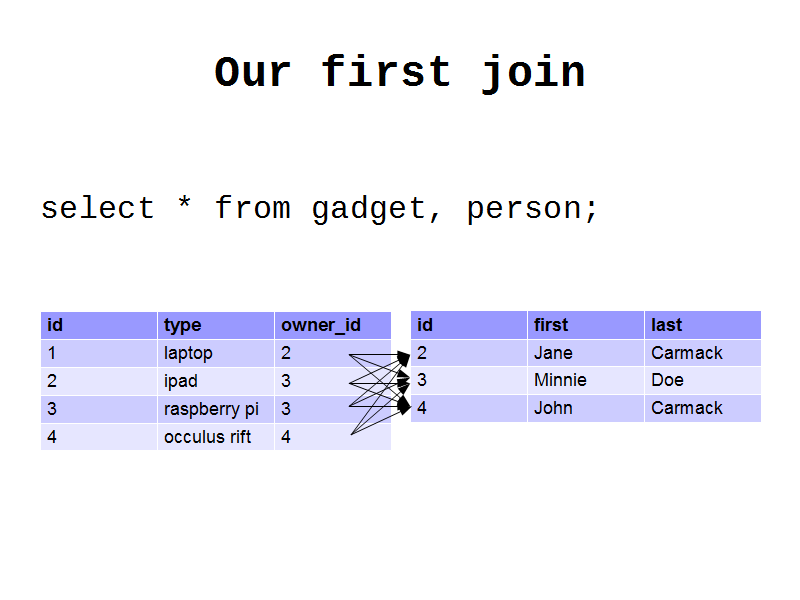 Our first join
select * from gadget, person;
id type owner_id id first last
1 laptop 2 2 Jane Carmack
2 ipad 3 3 Minnie Doe
3 raspberry pi 3 4 John Carmack
4 occulus rift 4